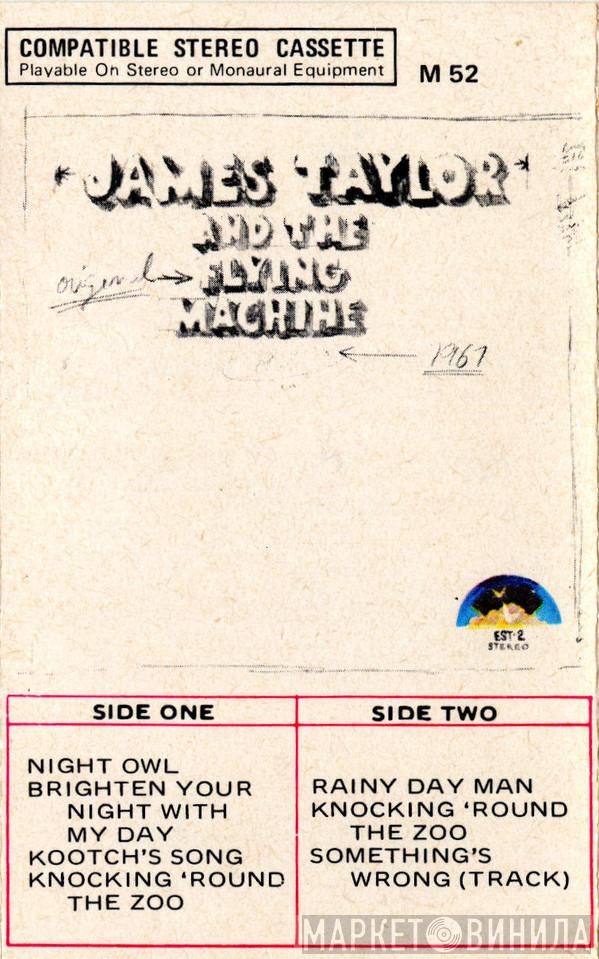 COMPATIBLE STEREO CASSETTE
Playable On Stereo or Monaural Equipment
M 52
JAMES TAYLOR
AND THE
original → FLYING
MACHINE
← 1967
EST-2
STEREO
SIDE ONE
NIGHT OWL
BRIGHTEN YOUR
NIGHT WITH
MY DAY
KOOTCH'S SONG
KNOCKING 'ROUND
THE ZOO
SIDE TWO
RAINY DAY MAN
KNOCKING 'ROUND
THE ZOO
SOMETHING'S
WRONG (TRACK)
МАРКЕТ ВИНИЛА